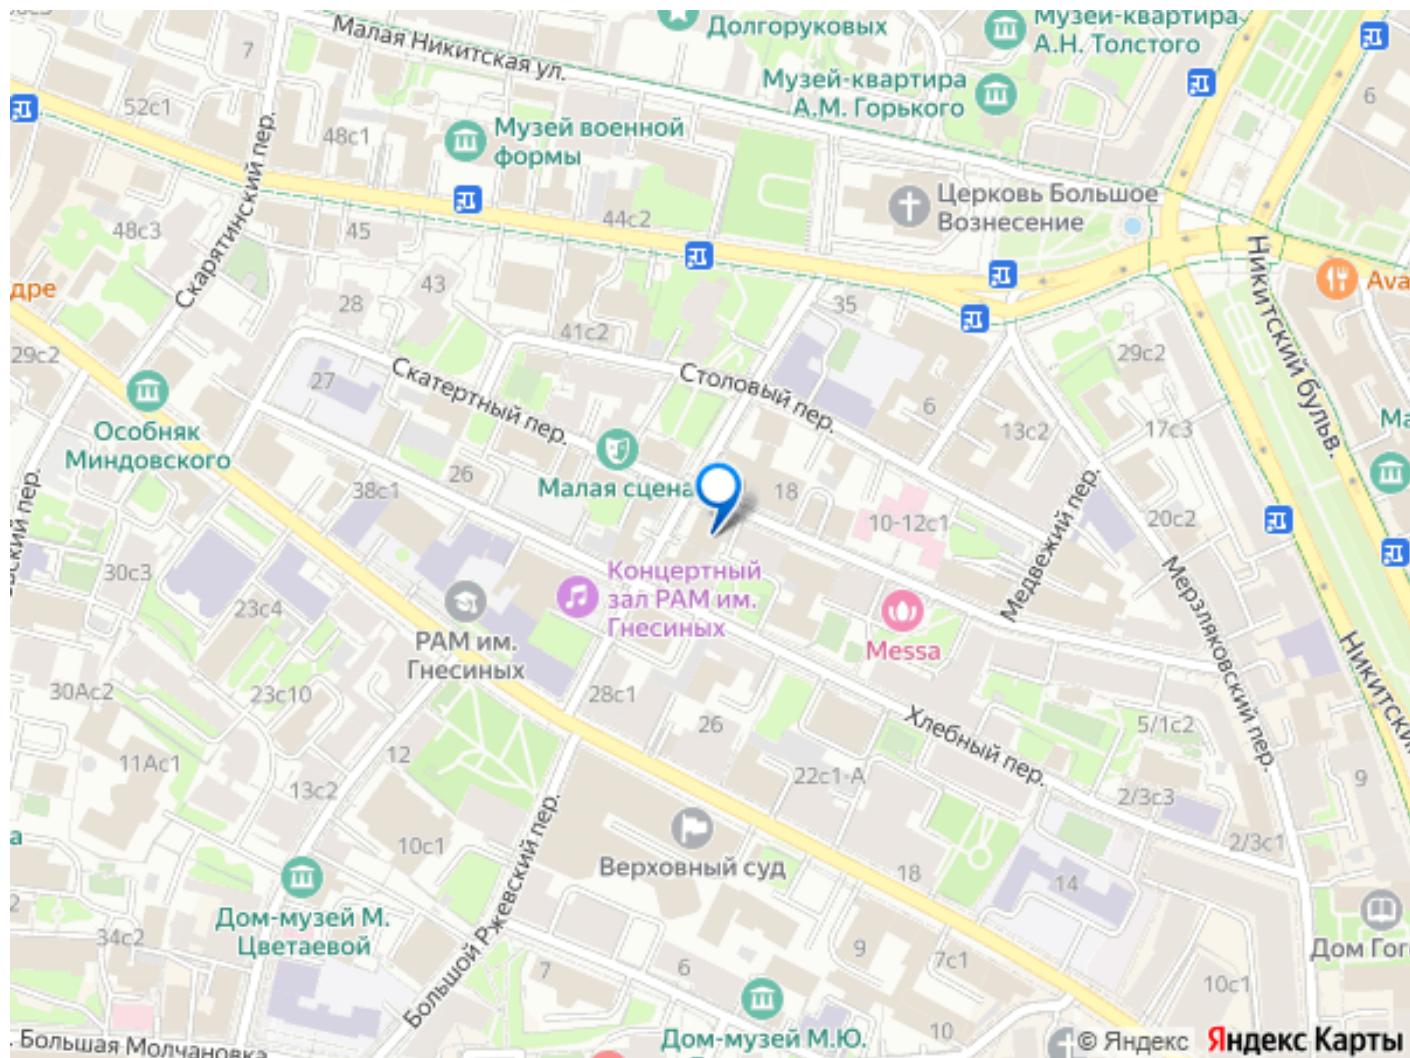 Долгоруковых
Музей-квартира
А.Н. Толстого
Малая Никитская ул.
7
Музей-квартира
А.М. Горького
6
52с1
48с1
Музей военной
формы
Скарятинский пер.
Церковь Большое
Вознесение
44с2
48с3
45
43
28
35
дре
Ava
Никитский бульв.
41с2
29с2
29с2
27
Скатертный пер.
Столовый пер.
6
13с2
17с3
Особняк
Миндовского
26
38с1
Малая сцена
18
10-12с1
20с2
Медвежий пер.
Мерзляковский пер.
30с3
23с4
Концертный
зал РАМ им.
Гнесиных
РАМ им.
Гнесиных
Messa
30Ас2
23с10
28с1
26
Хлебный пер.
5/1с2
11Ас1
12
13с2
22с1-А
2/3с3
9
10с1
Верховный суд
2/3с1
18
14
Большой Ржевский пер.
Дом-музей М.
Цветаевой
34с2
Дом Гог
7
6
9
7с1
10с1
10
Дом-музей М.Ю.
Большая Молчановка
© Яндекс
Яндекс Карты